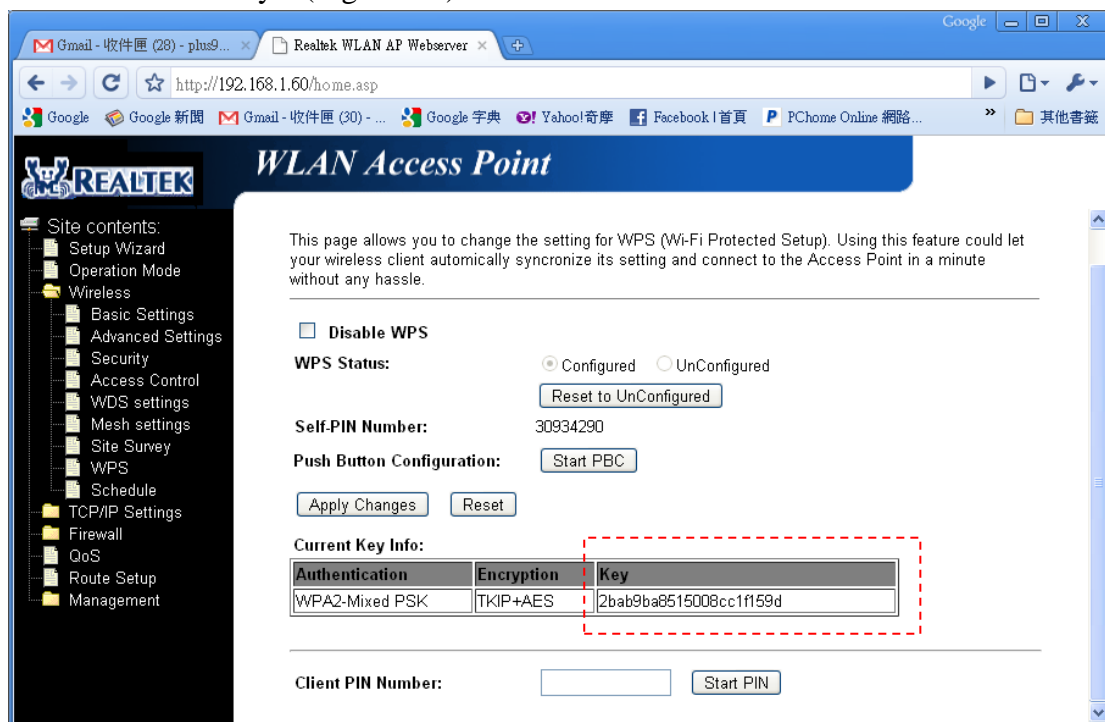 Google
Gmail - 收件匣 (28) - plus9...
Realtek WLAN AP Webserver
http://192.168.1.60/home.asp
Google
Google 新聞
Gmail - 收件匣 (30) - ...
Google 字典
Yahoo!奇摩
Facebook | 首頁
PChome Online 網路...
»
其他書籤
REALTEK
WLAN Access Point
Site contents:
Setup Wizard
Operation Mode
Wireless
Basic Settings
Advanced Settings
Security
Access Control
WDS settings
Mesh settings
Site Survey
WPS
Schedule
TCP/IP Settings
Firewall
QoS
Route Setup
Management
This page allows you to change the setting for WPS (Wi-Fi Protected Setup). Using this feature could let
your wireless client automically syncronize its setting and connect to the Access Point in a minute
without any hassle.
Disable WPS
WPS Status: Configured UnConfigured
Reset to UnConfigured
Self-PIN Number: 30934290
Push Button Configuration: Start PBC
Apply Changes Reset
Current Key Info:
Authentication Encryption Key
WPA2-Mixed PSK TKIP+AES 2bab9ba8515008cc1f159d
Client PIN Number: Start PIN